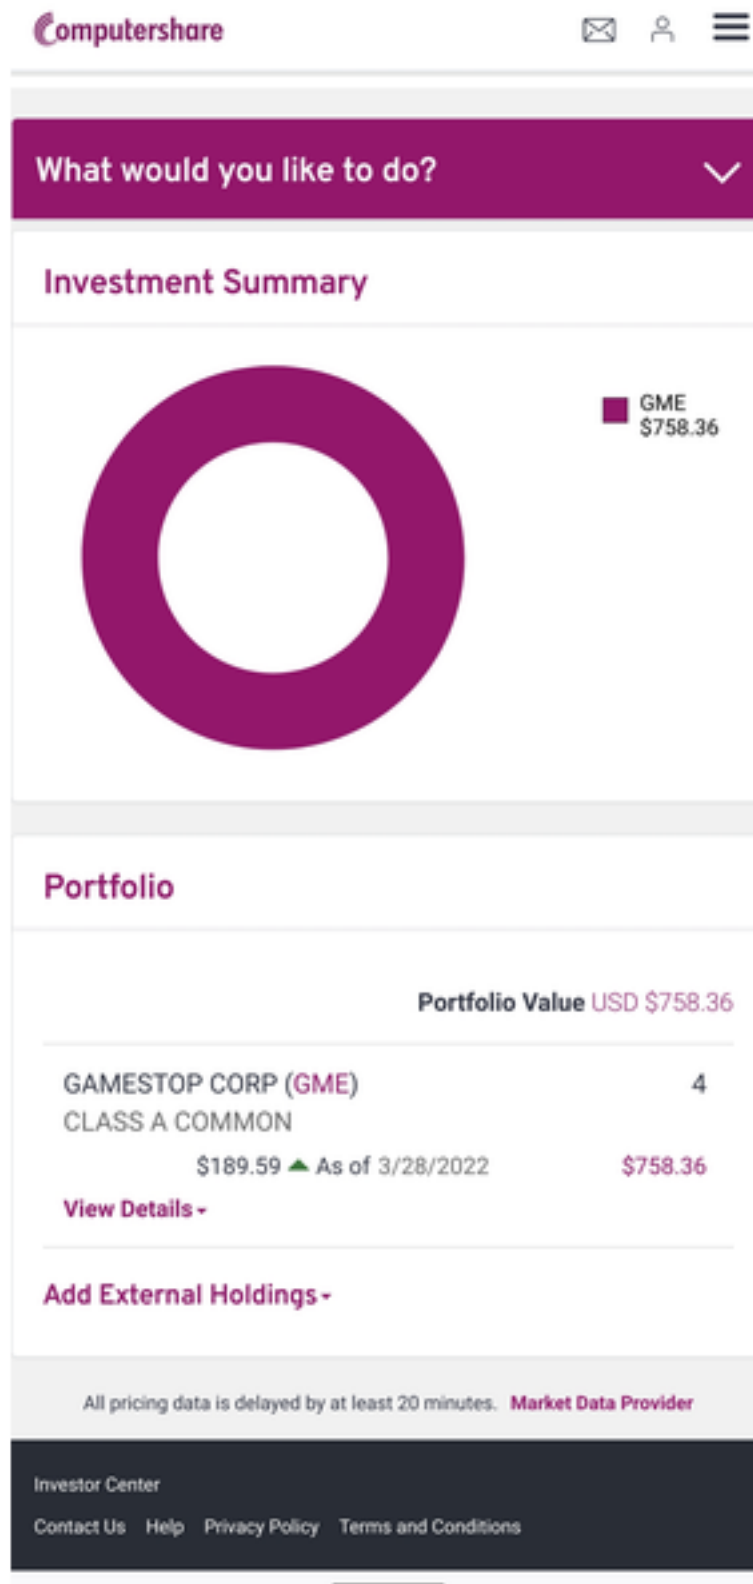 Computershare
What would you like to do?
Investment Summary
GME
$758.36
Portfolio
Portfolio Value USD $758.36
GAMESTOP CORP (GME) 4
CLASS A COMMON
$189.59 As of 3/28/2022 $758.36
View Details
Add External Holdings
All pricing data is delayed by at least 20 minutes. Market Data Provider
Investor Center
Contact Us Help Privacy Policy Terms and Conditions